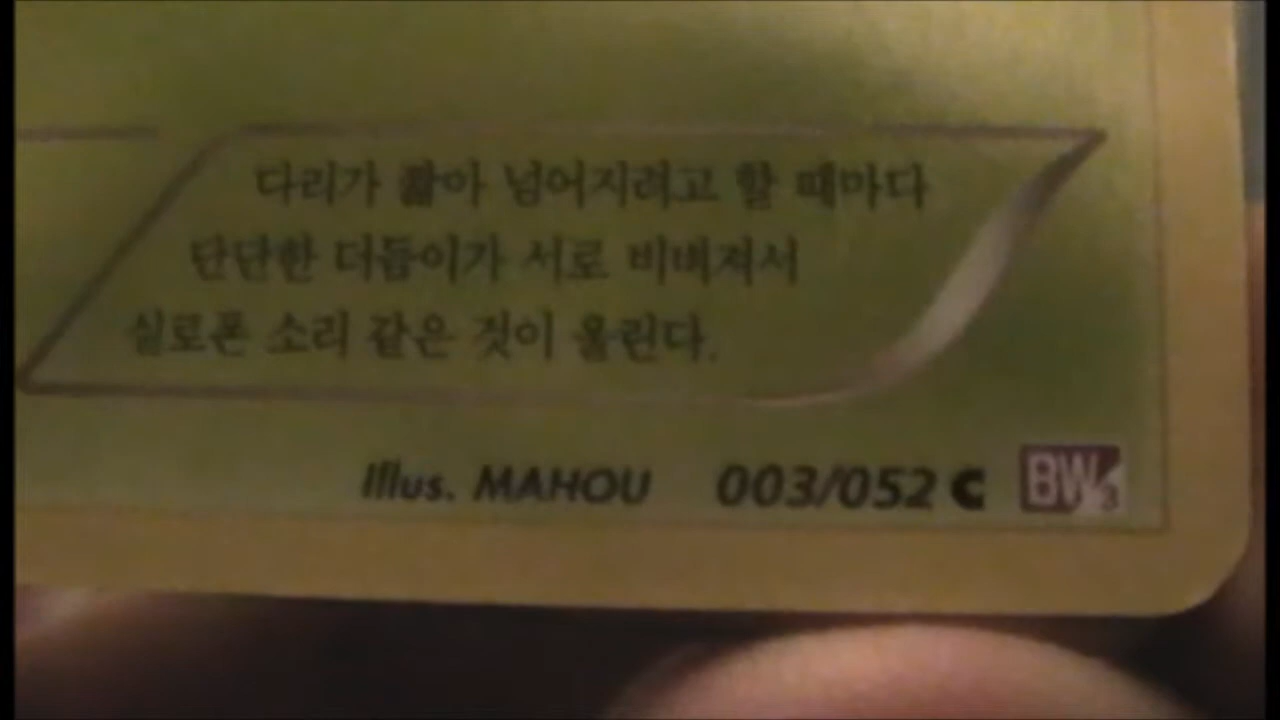 다리가 짧아 넘어지려고 할 때마다
단단한 더듬이가 서로 비벼져서
실로폰 소리 같은 것이 울린다.
Illus. MAHOU 003/052 C BW3